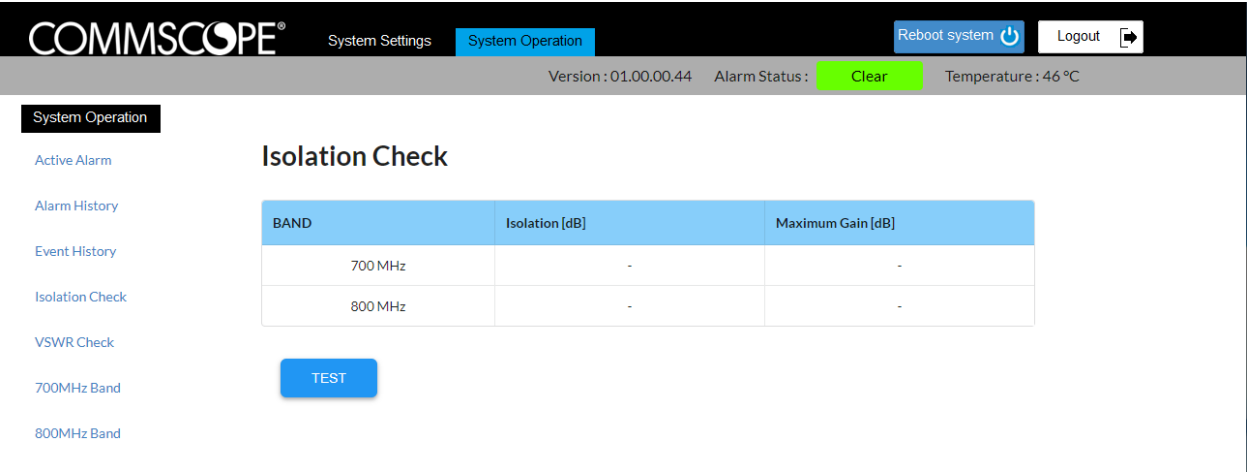 COMMSCOPE®
System Settings
System Operation
Reboot system
Logout
Version : 01.00.00.44
Alarm Status :
Clear
Temperature : 46 °C
System Operation
Active Alarm
Alarm History
Event History
Isolation Check
VSWR Check
700MHz Band
800MHz Band
Isolation Check
BAND Isolation [dB] Maximum Gain [dB]
700 MHz - -
800 MHz - -
TEST